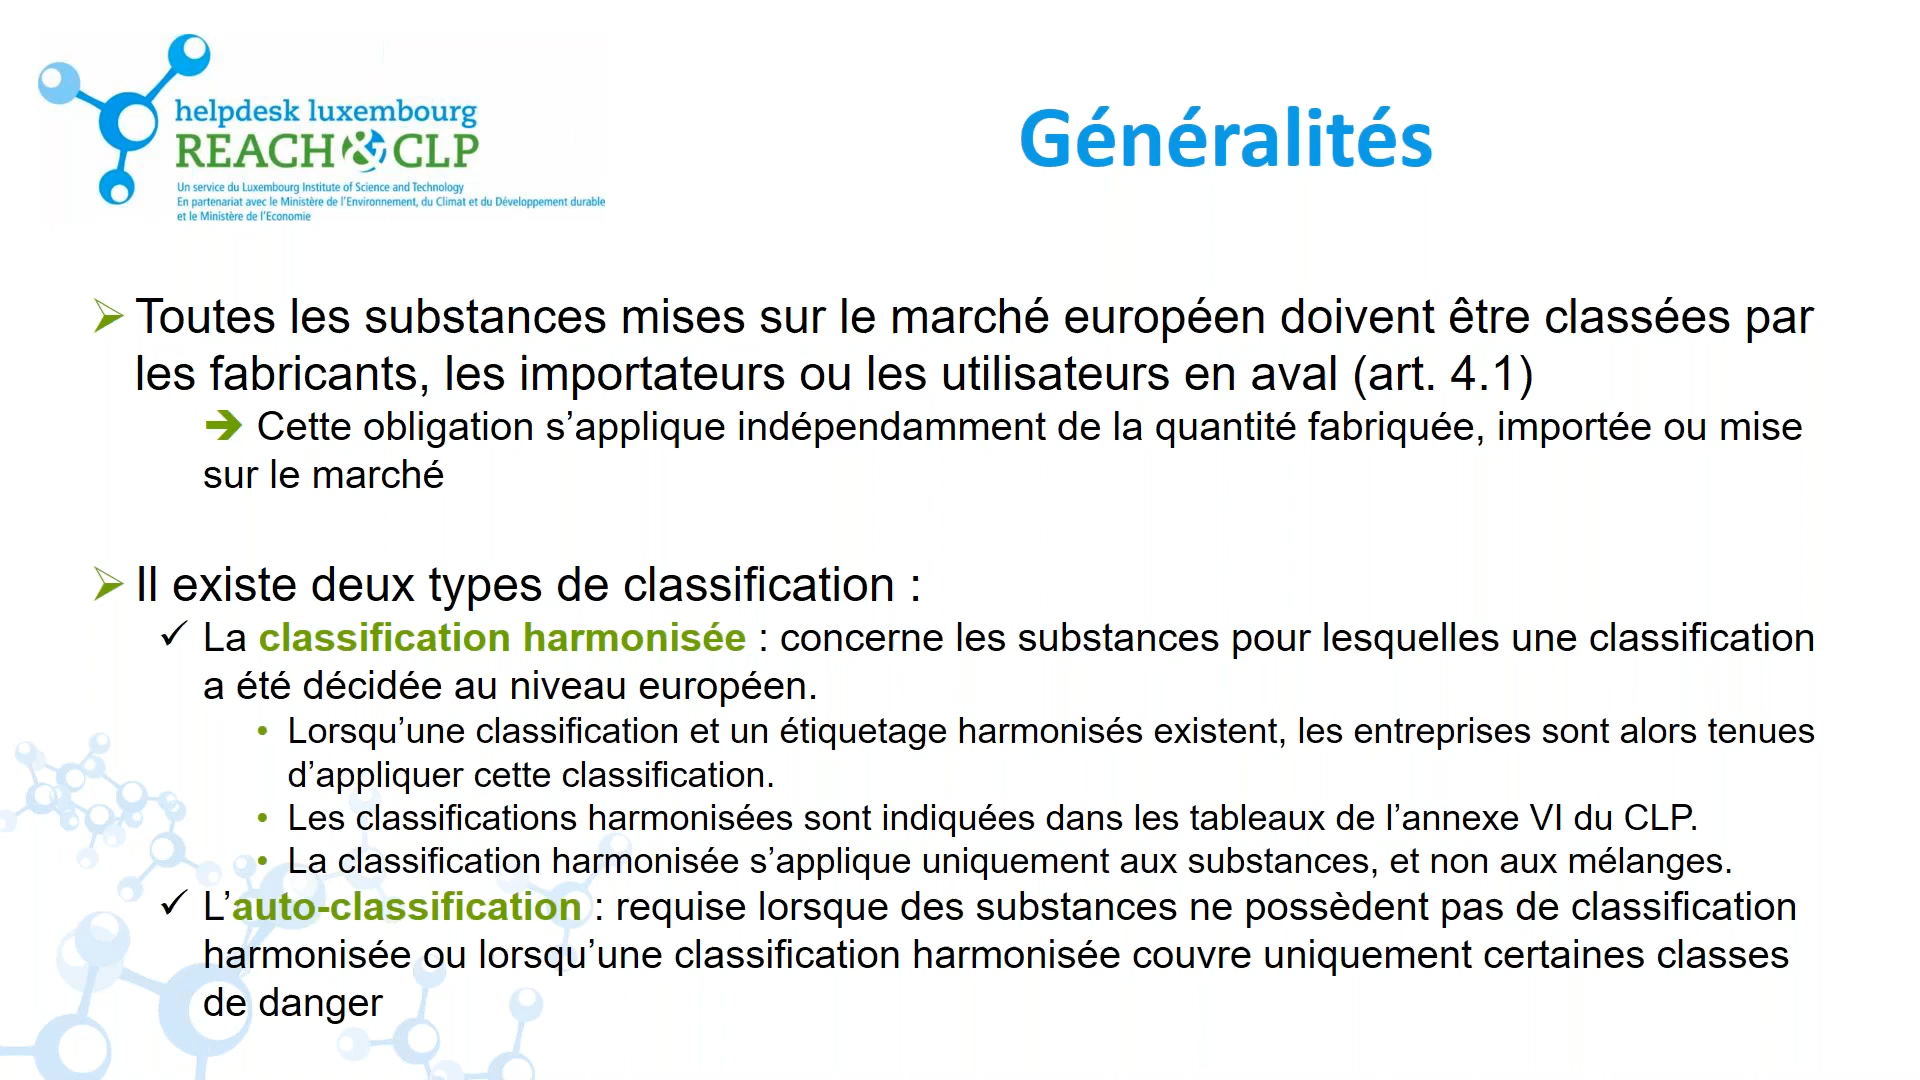 helpdesk luxembourg
REACH & CLP
Un service du Luxembourg Institute of Science and Technology
En partenariat avec le Ministère de l'Environnement, du Climat et du Développement durable
et le Ministère de l'Economie
Généralités
Toutes les substances mises sur le marché européen doivent être classées par
les fabricants, les importateurs ou les utilisateurs en aval (art. 4.1)
➔ Cette obligation s’applique indépendamment de la quantité fabriquée, importée ou mise
sur le marché
Il existe deux types de classification :
✓ La classification harmonisée : concerne les substances pour lesquelles une classification
a été décidée au niveau européen.
• Lorsqu’une classification et un étiquetage harmonisés existent, les entreprises sont alors tenues
d’appliquer cette classification.
• Les classifications harmonisées sont indiquées dans les tableaux de l’annexe VI du CLP.
• La classification harmonisée s’applique uniquement aux substances, et non aux mélanges.
✓ L’auto-classification : requise lorsque des substances ne possèdent pas de classification
harmonisée ou lorsqu’une classification harmonisée couvre uniquement certaines classes
de danger